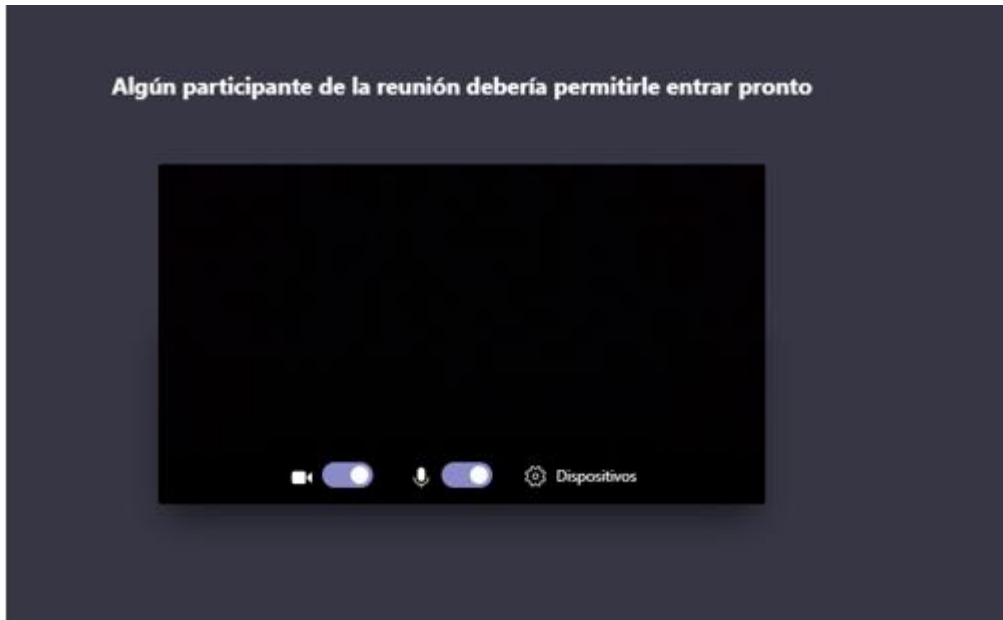 Algún participante de la reunión debería permitirle entrar pronto
Dispositivos